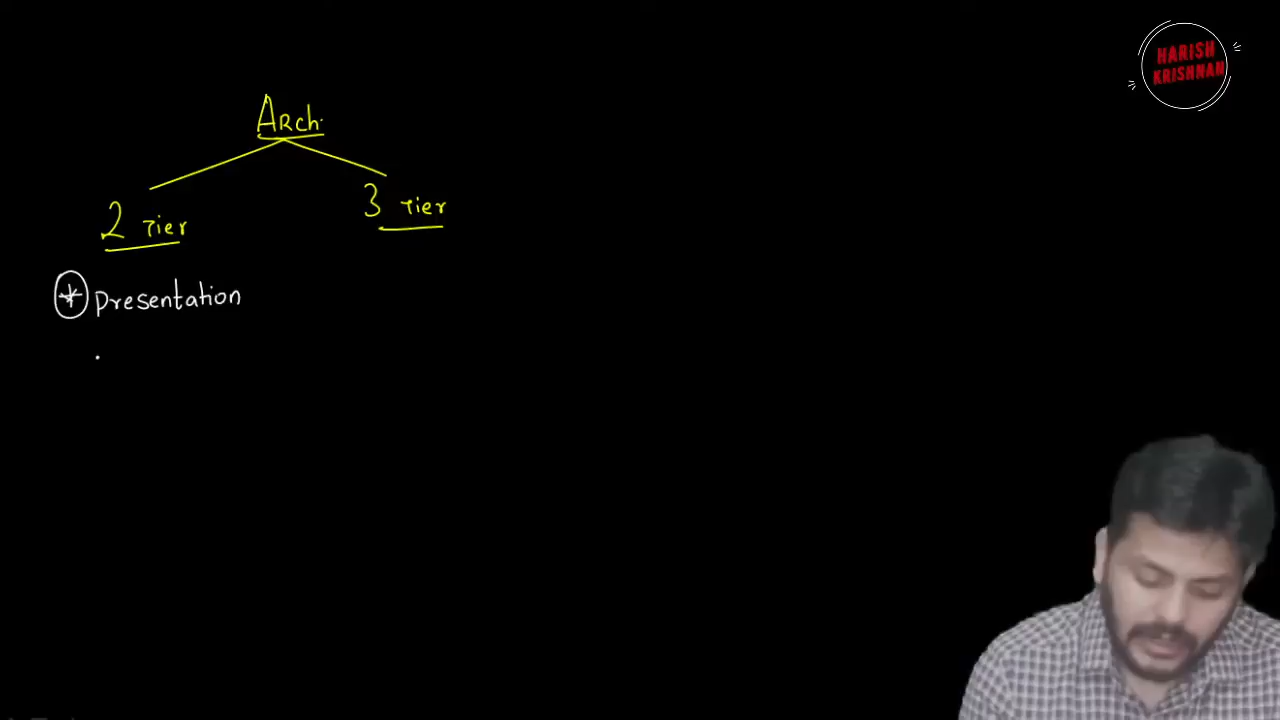 HARISH
KRISHNAN
Arch.
2 Tier
3 Tier
* presentation